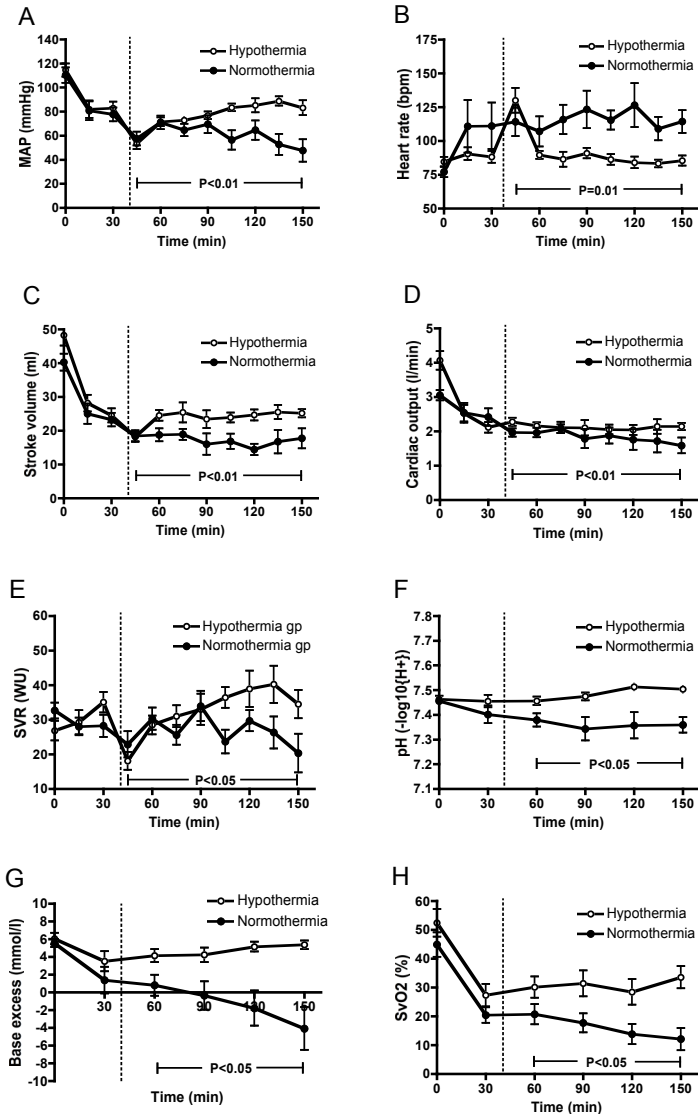 A
MAP (mmHg)
140
120
100
80
60
40
20
0
0 30 60 90 120 150
Time (min)
Hypothermia
Normothermia
P<0.01
B
Heart rate (bpm)
175
150
125
100
75
50
0 30 60 90 120 150
Time (min)
Hypothermia
Normothermia
P=0.01
C
Stroke volume (ml)
50
40
30
20
10
0
0 30 60 90 120 150
Time (min)
Hypothermia
Normothermia
P<0.01
D
Cardiac output (l/min)
5
4
3
2
1
0
0 30 60 90 120 150
Time (min)
Hypothermia
Normothermia
P<0.01
E
SVR (WU)
60
50
40
30
20
10
0 30 60 90 120 150
Time (min)
Hypothermia gp
Normothermia gp
P<0.05
F
pH (-log10{H+})
7.8
7.7
7.6
7.5
7.4
7.3
7.2
7.1
0 30 60 90 120 150
Time (min)
Hypothermia
Normothermia
P<0.05
G
Base excess (mmol/l)
10
8
6
4
2
0
-2
-4
-6
-8
-10
30 60 90 120 150
Time (min)
Hypothermia
Normothermia
P<0.05
H
SvO2 (%)
60
50
40
30
20
10
0
0 30 60 90 120 150
Time (min)
Hypothermia
Normothermia
P<0.05